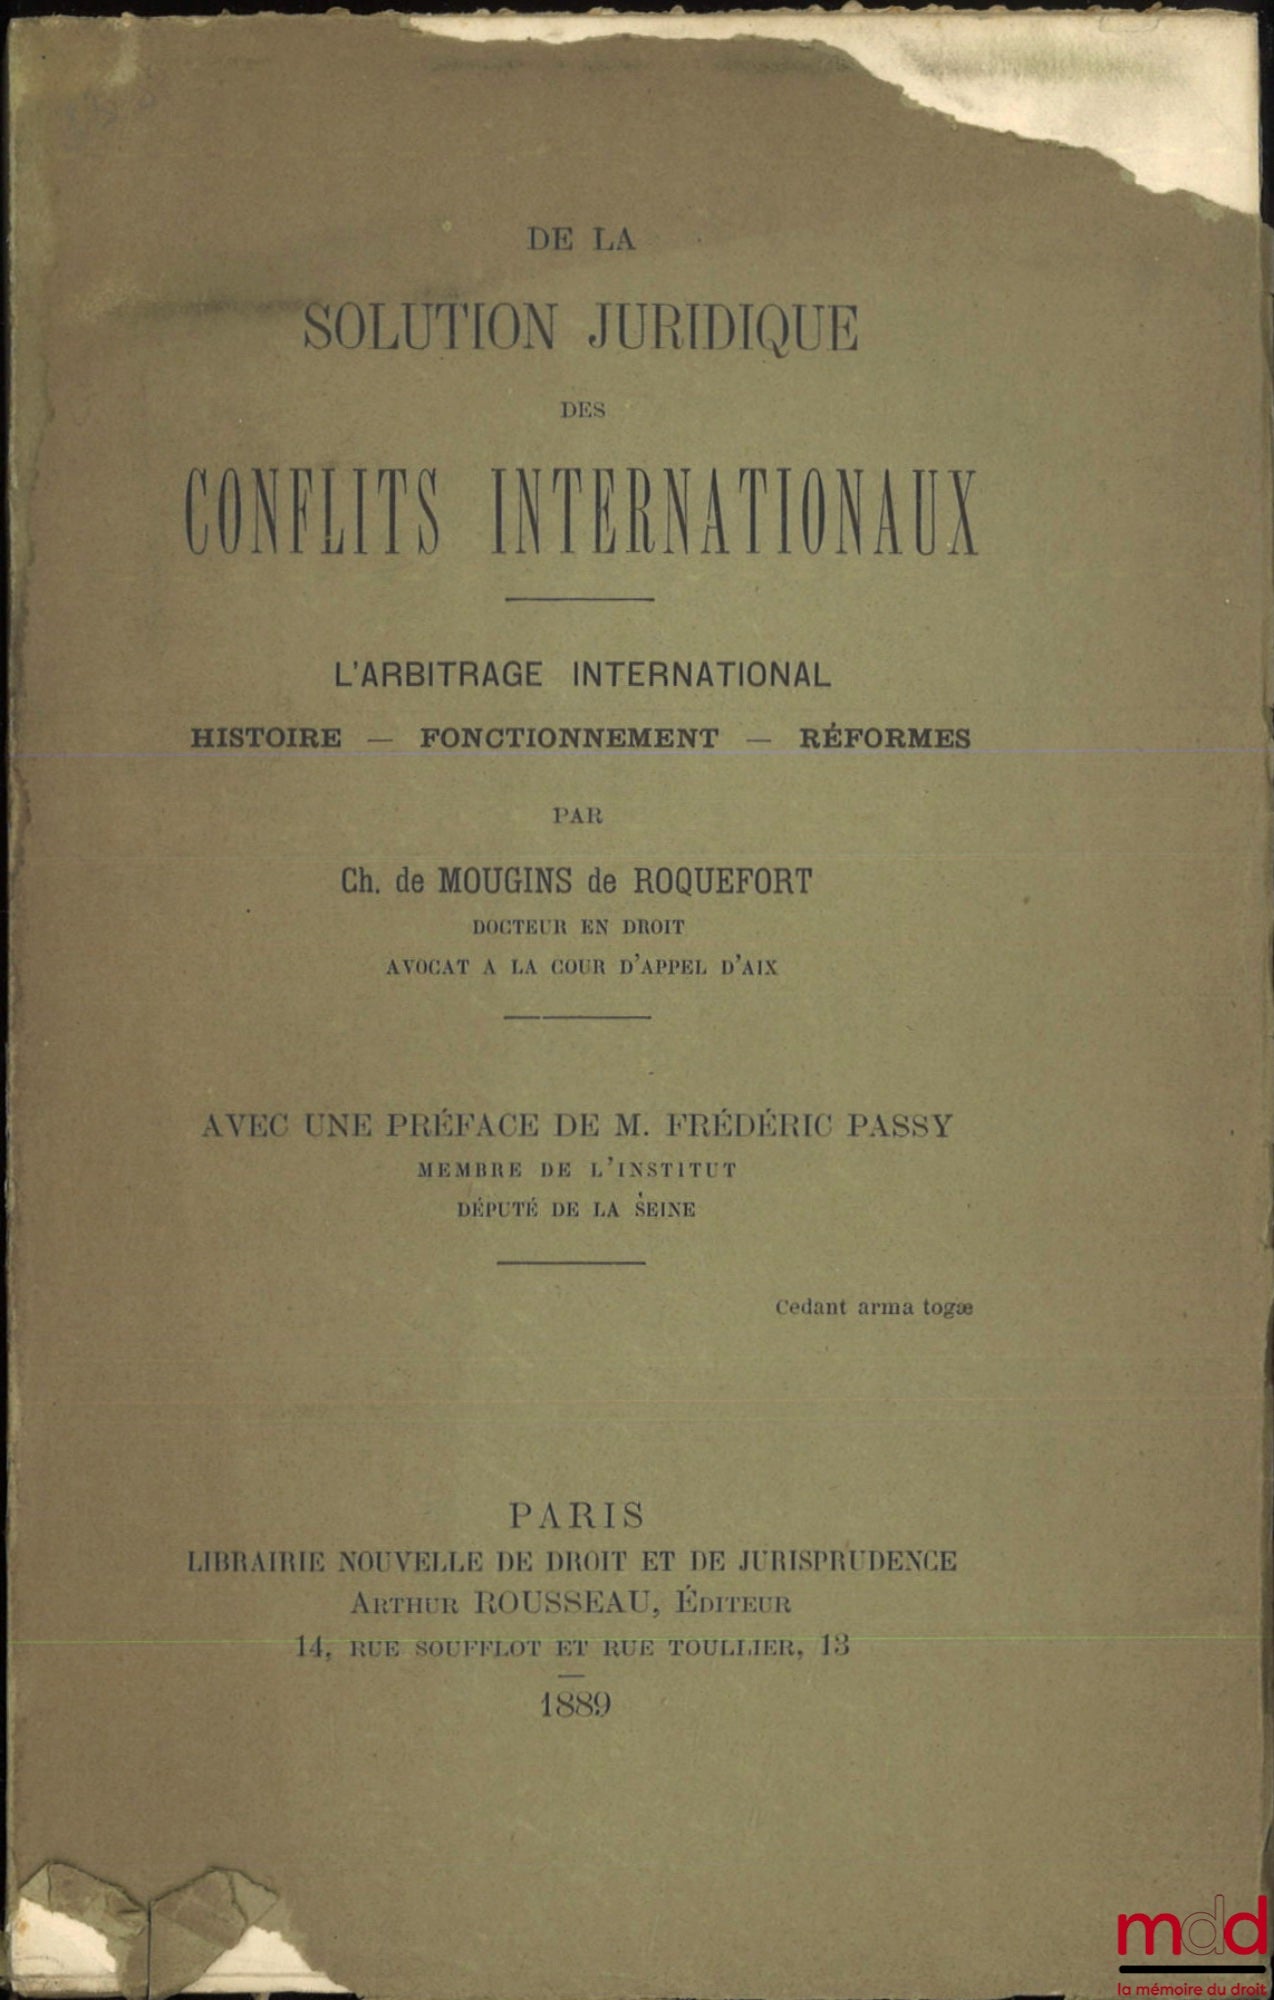 DE LA
SOLUTION JURIDIQUE
DES
CONFLITS INTERNATIONAUX
L'ARBITRAGE INTERNATIONAL
HISTOIRE — FONCTIONNEMENT — RÉFORMES
PAR
Ch. de MOUGINS de ROQUEFORT
DOCTEUR EN DROIT
AVOCAT A LA COUR D'APPEL D'AIX
AVEC UNE PRÉFACE DE M. FRÉDÉRIC PASSY
MEMBRE DE L'INSTITUT
DÉPUTÉ DE LA SEINE
Cedant arma togæ
PARIS
LIBRAIRIE NOUVELLE DE DROIT ET DE JURISPRUDENCE
ARTHUR ROUSSEAU, ÉDITEUR
14, RUE SOUFFLOT ET RUE TOULLIER, 13
1889
mdd
la mémoire du droit